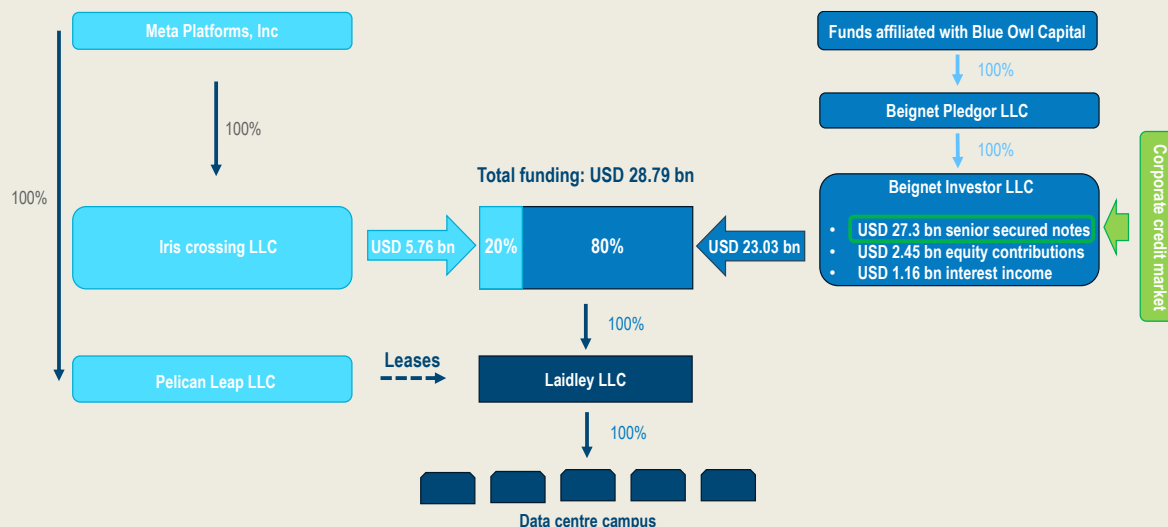 Meta Platforms, Inc
Funds affiliated with Blue Owl Capital
100%
Beignet Pledgor LLC
100%
100%
Total funding: USD 28.79 bn
Beignet Investor LLC
• USD 27.3 bn senior secured notes
• USD 2.45 bn equity contributions
• USD 1.16 bn interest income
Corporate credit market
100%
Iris crossing LLC
USD 5.76 bn
20%
80%
USD 23.03 bn
100%
Pelican Leap LLC
Leases
Laidley LLC
100%
Data centre campus